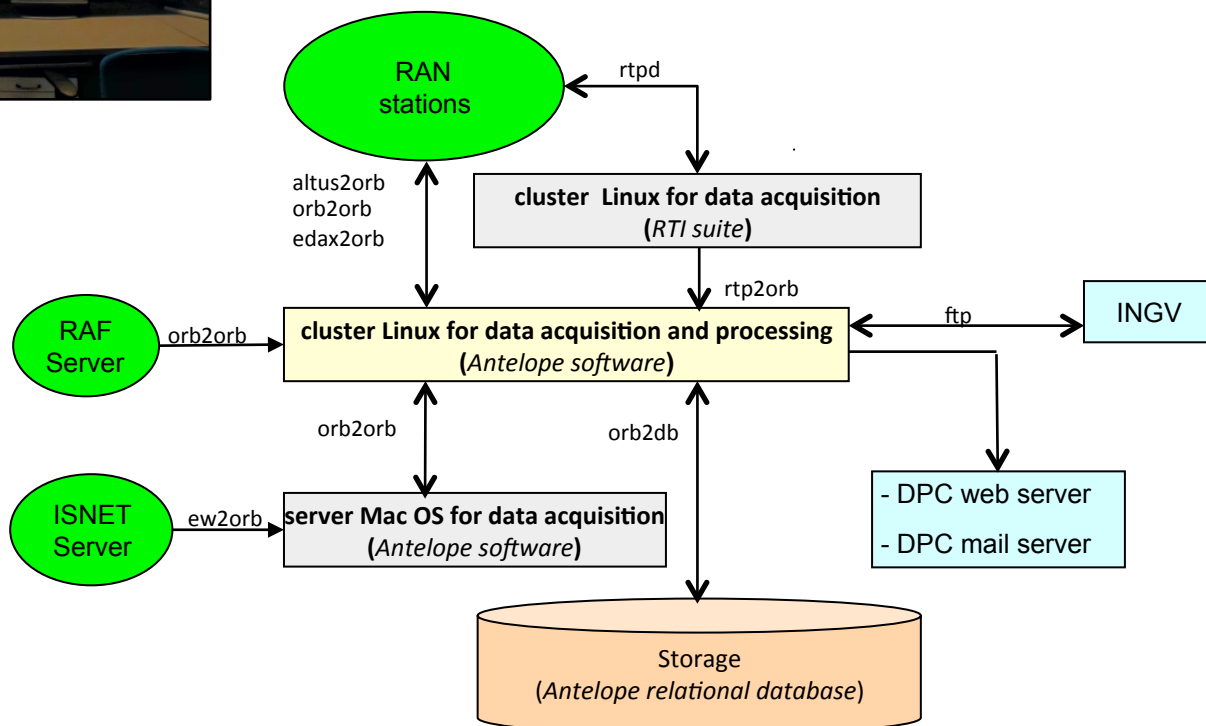 RAN
stations
rtpd
altus2orb
orb2orb
edax2orb
cluster  Linux for data acquisition
(RTI suite)
rtp2orb
RAF
Server
orb2orb
cluster Linux for data acquisition and processing
(Antelope software)
ftp
INGV
orb2orb
orb2db
ISNET
Server
ew2orb
server Mac OS for data acquisition
(Antelope software)
- DPC web server
- DPC mail server
Storage
(Antelope relational database)